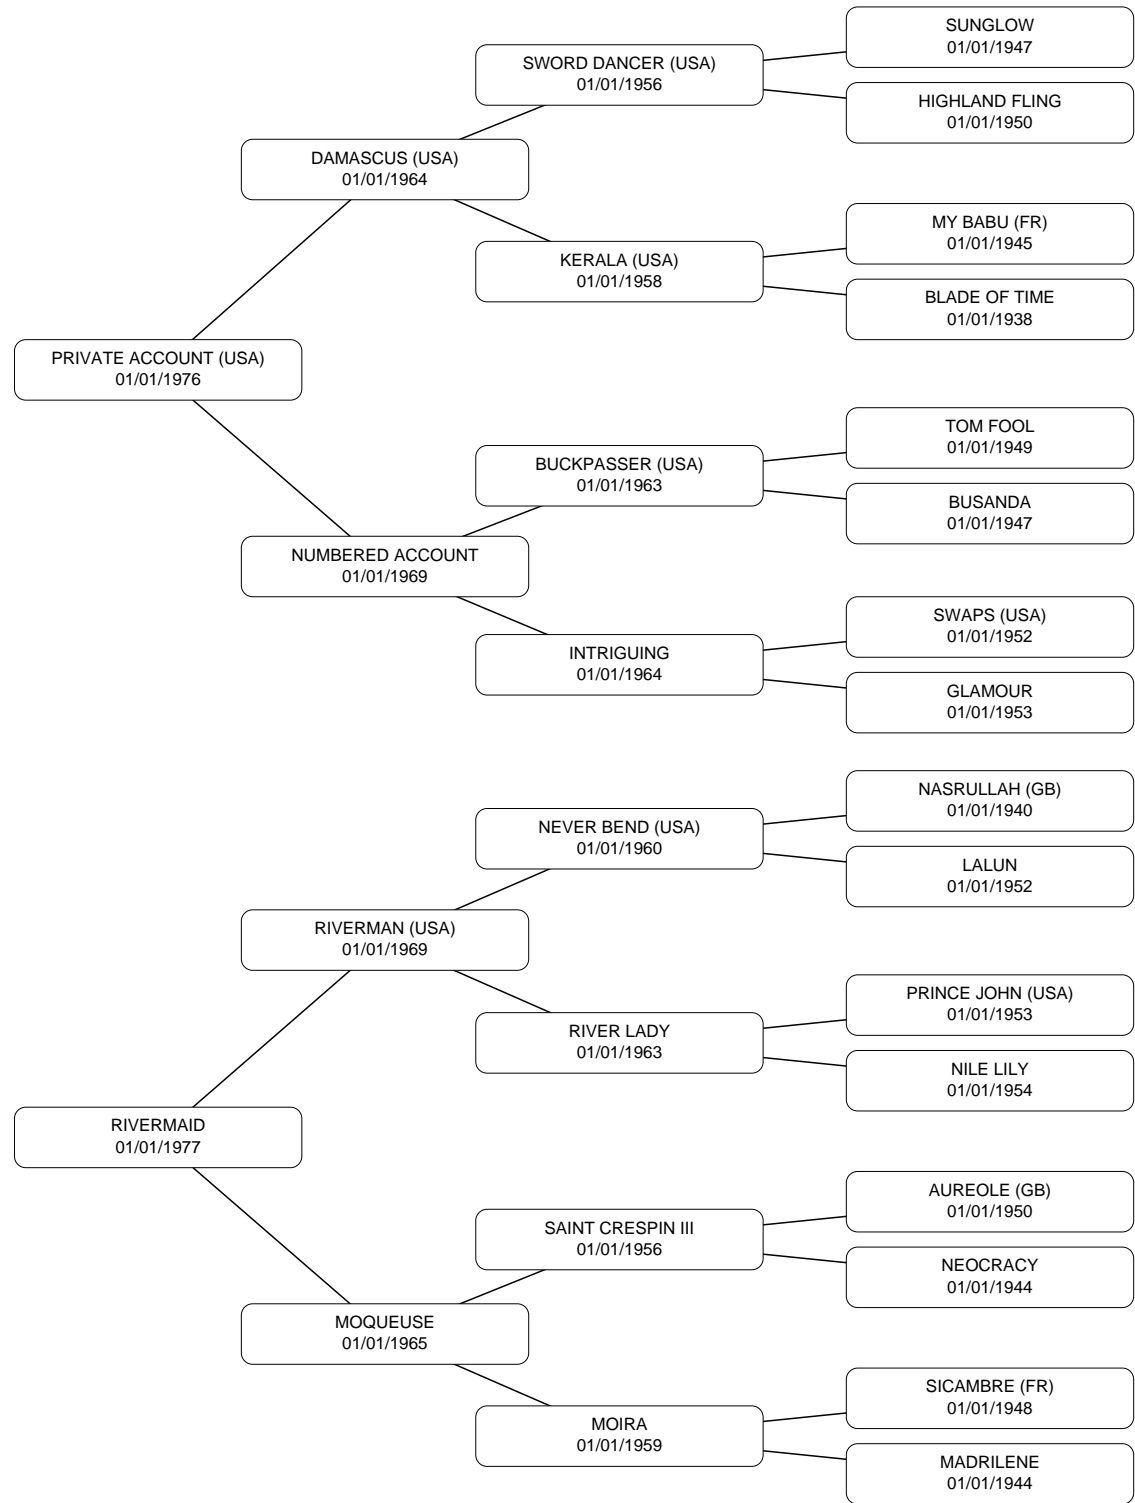 SUNGLOW
01/01/1947
SWORD DANCER (USA)
01/01/1956
HIGHLAND FLING
01/01/1950
DAMASCUS (USA)
01/01/1964
MY BABU (FR)
01/01/1945
KERALA (USA)
01/01/1958
BLADE OF TIME
01/01/1938
PRIVATE ACCOUNT (USA)
01/01/1976
TOM FOOL
01/01/1949
BUCKPASSER (USA)
01/01/1963
BUSANDA
01/01/1947
NUMBERED ACCOUNT
01/01/1969
SWAPS (USA)
01/01/1952
INTRIGUING
01/01/1964
GLAMOUR
01/01/1953
NASRULLAH (GB)
01/01/1940
NEVER BEND (USA)
01/01/1960
LALUN
01/01/1952
RIVERMAN (USA)
01/01/1969
PRINCE JOHN (USA)
01/01/1953
RIVER LADY
01/01/1963
NILE LILY
01/01/1954
RIVERMAID
01/01/1977
AUREOLE (GB)
01/01/1950
SAINT CRESPIN III
01/01/1956
NEOCRACY
01/01/1944
MOQUEUSE
01/01/1965
SICAMBRE (FR)
01/01/1948
MOIRA
01/01/1959
MADRILENE
01/01/1944